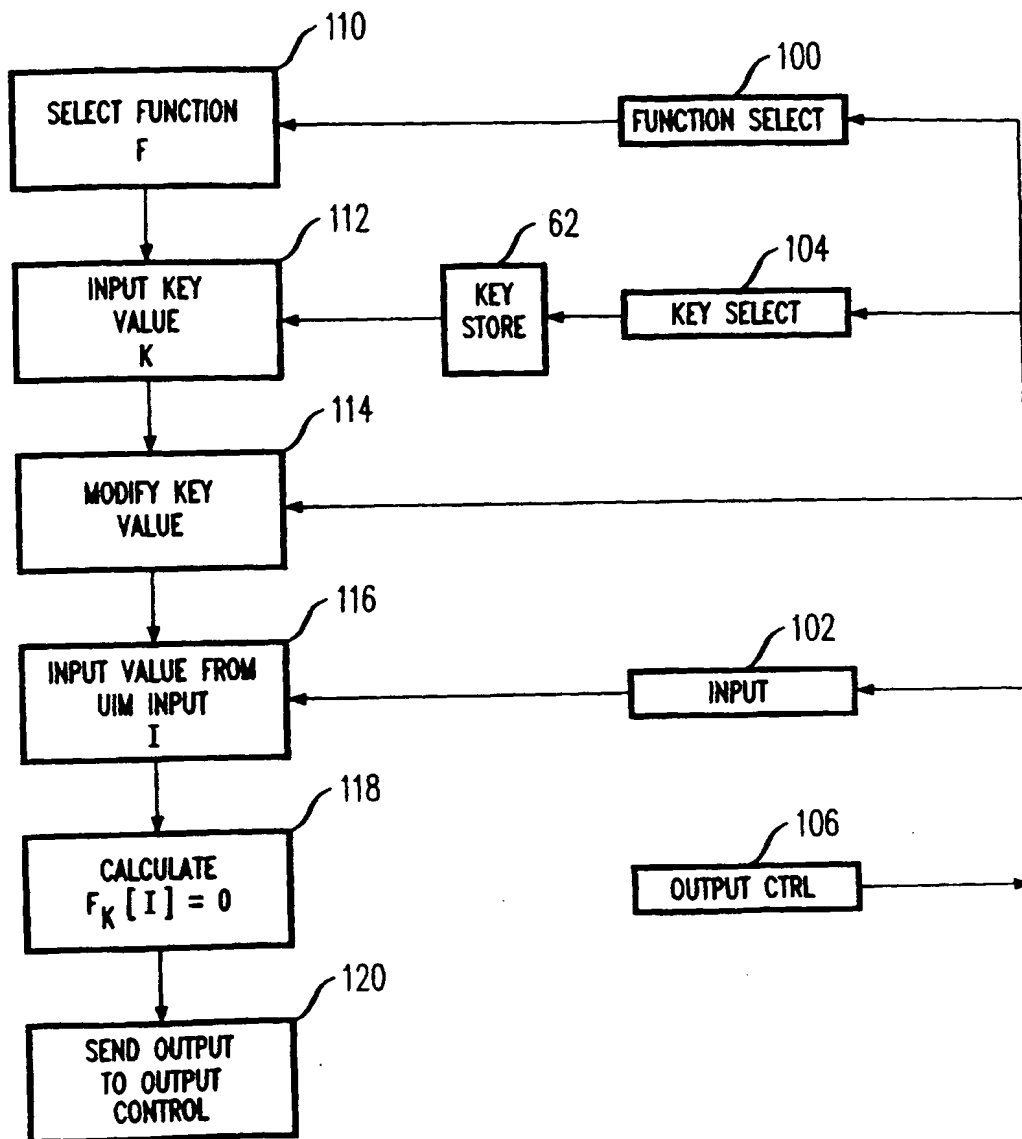 110
SELECT FUNCTION
F
100
FUNCTION SELECT
112
INPUT KEY
VALUE
K
62
KEY
STORE
104
KEY SELECT
114
MODIFY KEY
VALUE
116
INPUT VALUE FROM
UIM INPUT
I
102
INPUT
118
CALCULATE
F_K [I] = 0
106
OUTPUT CTRL
120
SEND OUTPUT
TO OUTPUT
CONTROL